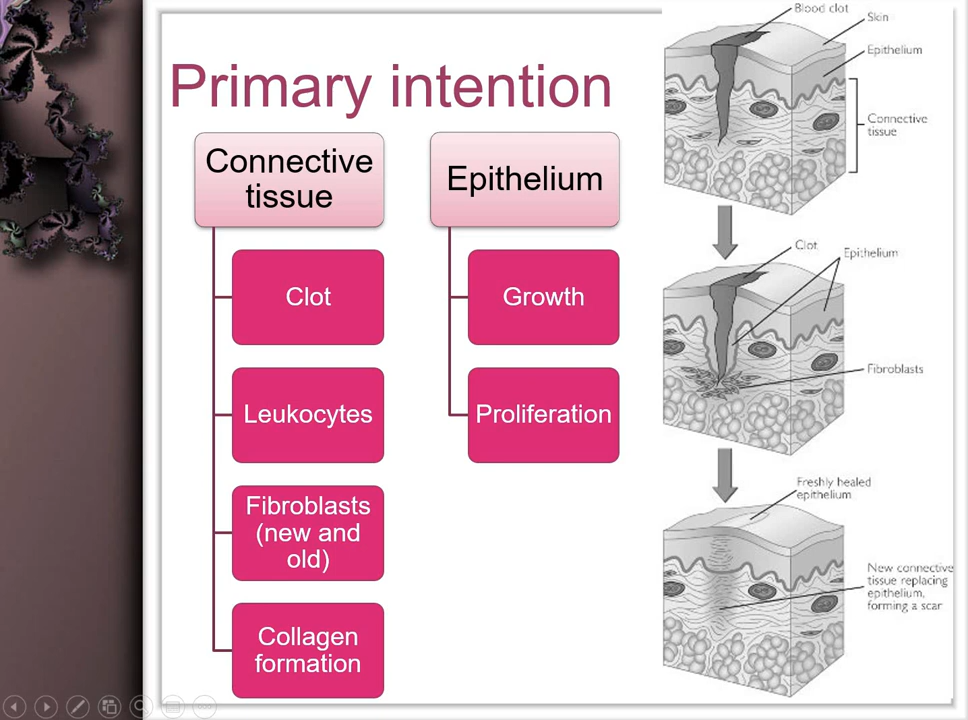 Primary intention
Connective
tissue
Clot
Leukocytes
Fibroblasts
(new and
old)
Collagen
formation
Epithelium
Growth
Proliferation
Blood clot
Skin
Epithelium
Connective
tissue
Clot
Epithelium
Fibroblasts
Freshly healed
epithelium
New connective
tissue replacing
epithelium,
forming a scar